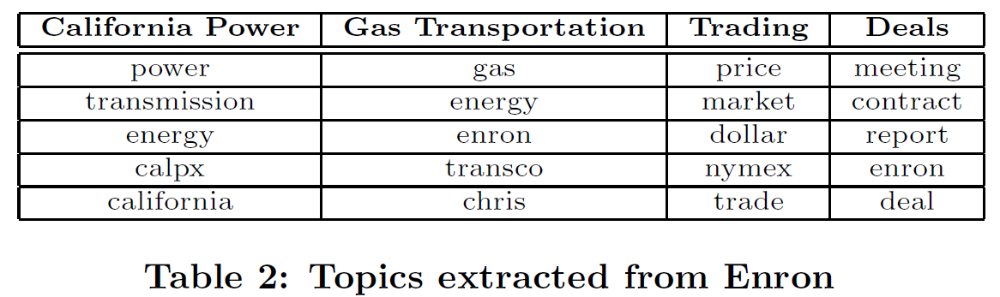 California Power Gas Transportation Trading Deals
power gas price meeting
transmission energy market contract
energy enron dollar report
calpx transco nymex enron
california chris trade deal
Table 2: Topics extracted from Enron